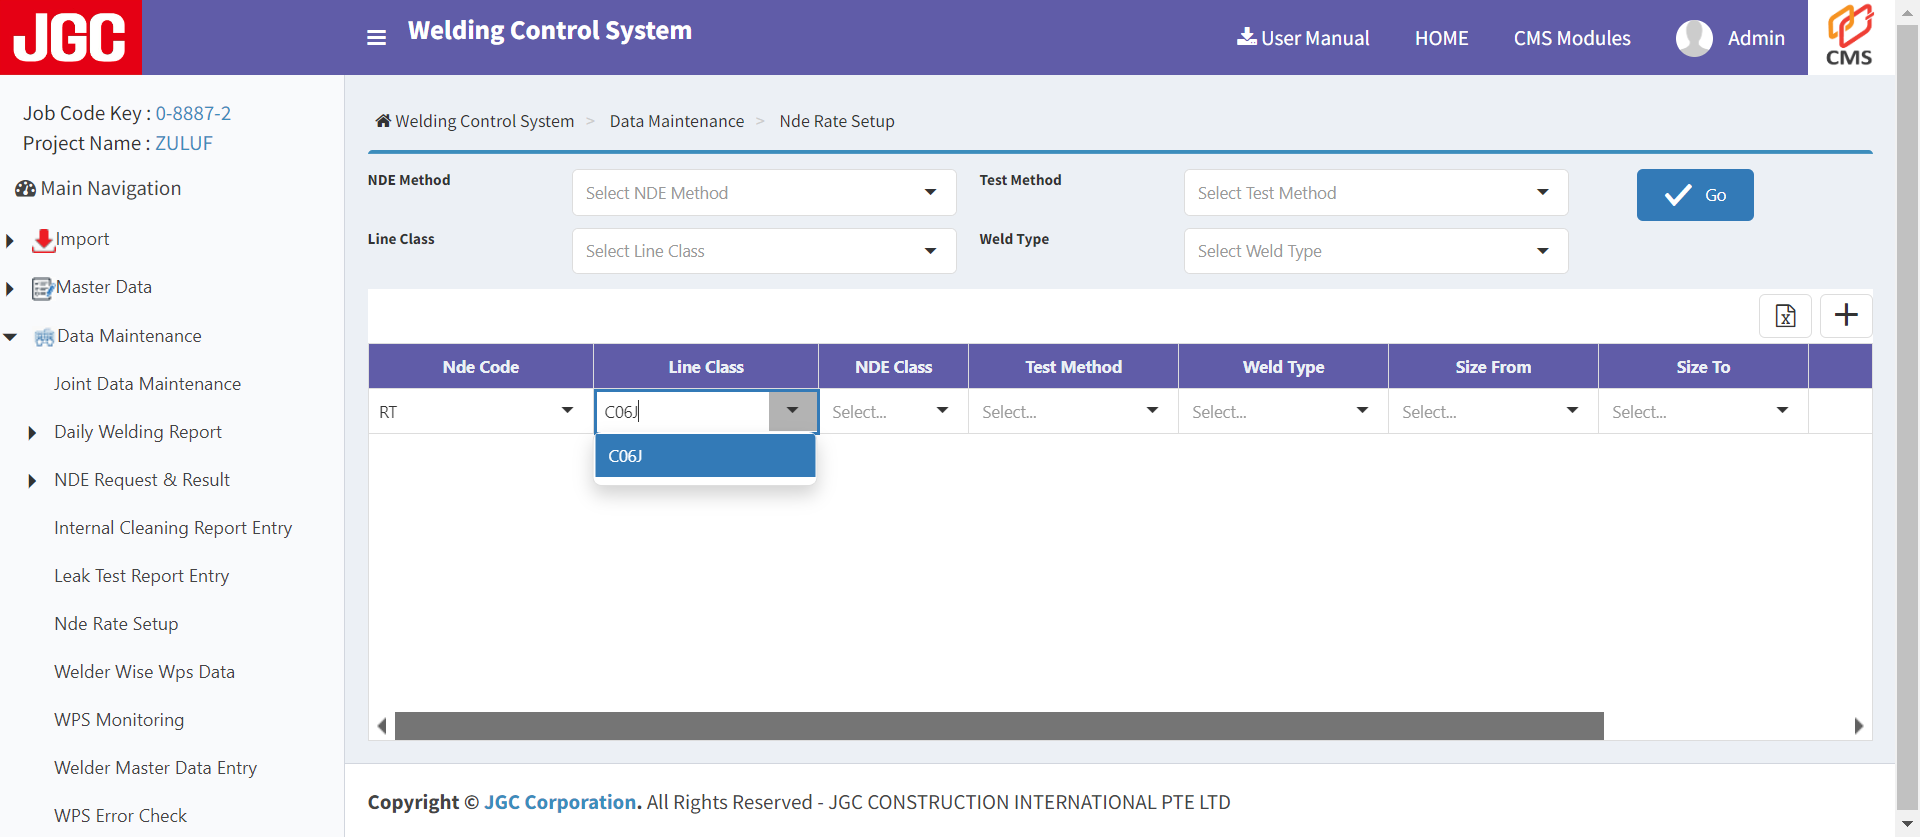 JGC
Welding Control System
User Manual
HOME
CMS Modules
Admin
CMS
Job Code Key : 0-8887-2
Project Name : ZULUF
Main Navigation
Import
Master Data
Data Maintenance
Joint Data Maintenance
Daily Welding Report
NDE Request & Result
Internal Cleaning Report Entry
Leak Test Report Entry
Nde Rate Setup
Welder Wise Wps Data
WPS Monitoring
Welder Master Data Entry
WPS Error Check
Welding Control System > Data Maintenance > Nde Rate Setup
NDE Method
Select NDE Method
Test Method
Select Test Method
Go
Line Class
Select Line Class
Weld Type
Select Weld Type
Nde Code Line Class NDE Class Test Method Weld Type Size From Size To
RT C06J Select... Select... Select... Select... Select...
C06J
Copyright © JGC Corporation. All Rights Reserved - JGC CONSTRUCTION INTERNATIONAL PTE LTD